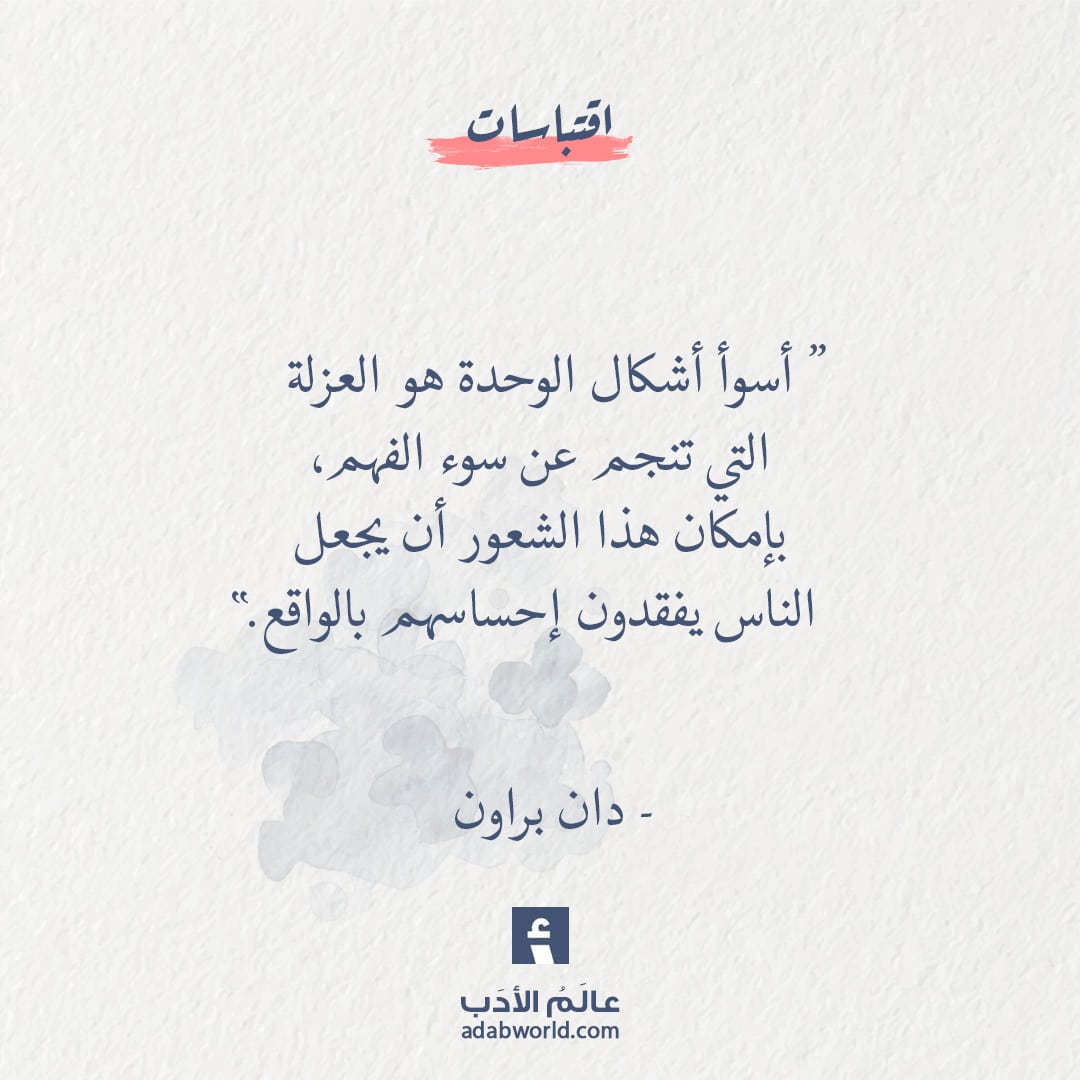 اقتباسات
” أسوأ أشكال الوحدة هو العزلة
التي تنجم عن سوء الفهم،
بإمكان هذا الشعور أن يجعل
الناس يفقدون إحساسهم بالواقع.“
- دان براون
أ
عالَمُ الأدَب
adabworld.com